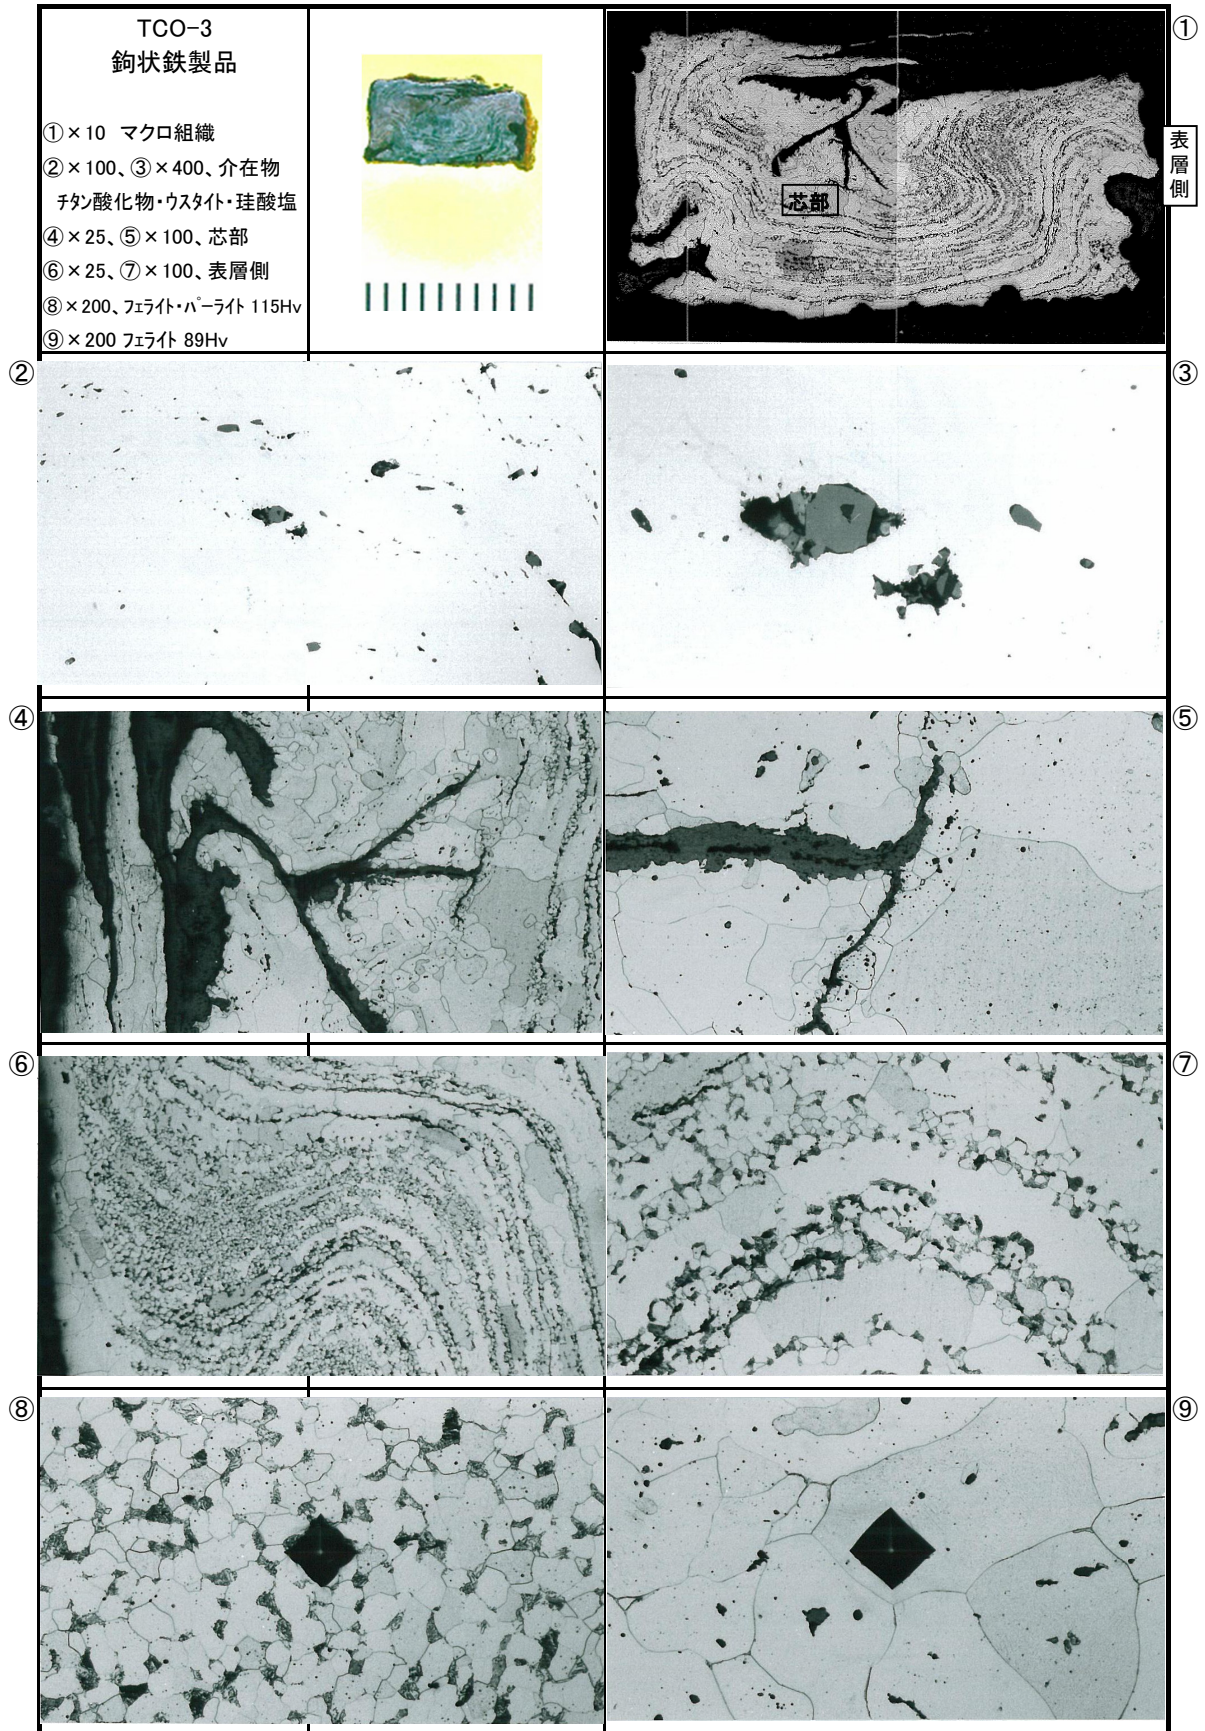 TCO-3
鉤状鉄製品
①×10 マクロ組織
②×100、③×400、介在物
チタン酸化物・ウスタイト・珪酸塩
④×25、⑤×100、芯部
⑥×25、⑦×100、表層側
⑧×200、フェライト・パーライト 115Hv
⑨×200 フェライト 89Hv
①
表層側
芯部
②
③
④
⑤
⑥
⑦
⑧
⑨